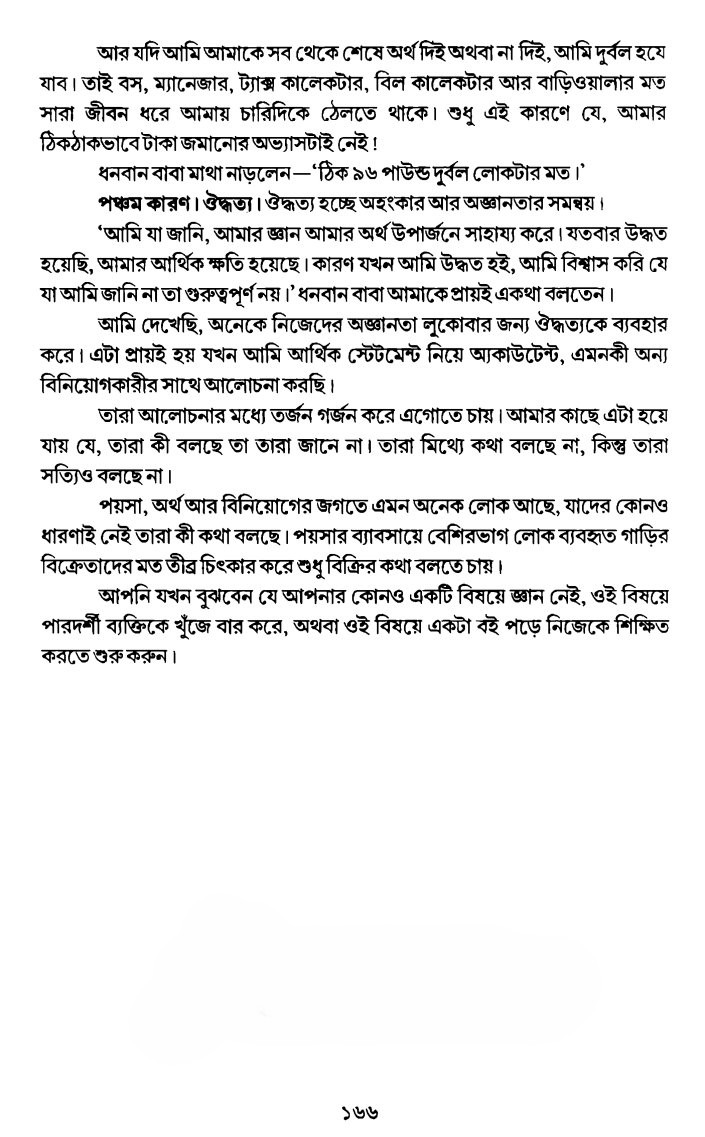 আর যদি আমি আমাকে সব থেকে শেষে অর্থ দিই অথবা না দিই, আমি দুর্বল হযে
যাব। তাই বস, ম্যানেজার, ট্যাক্স কালেকটার, বিল কালেকটার আর বাড়িওয়ালার মত
সারা জীবন ধরে আমায় চারিদিকে ঠেলতে থাকে। শুধু এই কারণে যে, আমার
ঠিকঠাকভাবে টাকা জমানোর অভ্যাসটাই নেই!
ধনবান বাবা মাথা নাড়লেন—‘ঠিক ৯৬ পাউন্ড দুর্বল লোকটার মত।’
পঞ্চম কারণ। ঔদ্ধত্য। ঔদ্ধত্য হচ্ছে অহংকার আর অজ্ঞানতার সমন্বয়।
‘আমি যা জানি, আমার জ্ঞান আমার অর্থ উপার্জনে সাহায্য করে। যতবার উদ্ধত
হয়েছি, আমার আর্থিক ক্ষতি হয়েছে। কারণ যখন আমি উদ্ধত হই, আমি বিশ্বাস করি যে
যা আমি জানি না তা গুরুত্বপূর্ণ নয়।’ ধনবান বাবা আমাকে প্রায়ই একথা বলতেন।
আমি দেখেছি, অনেকে নিজেদের অজ্ঞানতা লুকোবার জন্য ঔদ্ধত্যকে ব্যবহার
করে। এটা প্রায়ই হয় যখন আমি আর্থিক স্টেটমেন্ট নিয়ে অ্যকাউটেন্ট, এমনকী অন্য
বিনিয়োগকারীর সাথে আলোচনা করছি।
তারা আলোচনার মধ্যে তর্জন গর্জন করে এগোতে চায়। আমার কাছে এটা হয়ে
যায় যে, তারা কী বলছে তা তারা জানে না। তারা মিথ্যে কথা বলছে না, কিন্তু তারা
সত্যিও বলছে না।
পয়সা, অর্থ আর বিনিয়োগের জগতে এমন অনেক লোক আছে, যাদের কোনও
ধারণাই নেই তারা কী কথা বলছে। পয়সার ব্যাবসায়ে বেশিরভাগ লোক ব্যবহৃত গাড়ির
বিক্রেতাদের মত তীব্র চিৎকার করে শুধু বিক্রির কথা বলতে চায়।
আপনি যখন বুঝবেন যে আপনার কোনও একটি বিষয়ে জ্ঞান নেই, ওই বিষয়ে
পারদর্শী ব্যক্তিকে খুঁজে বার করে, অথবা ওই বিষয়ে একটা বই পড়ে নিজেকে শিক্ষিত
করতে শুরু করুন।
১৬৬